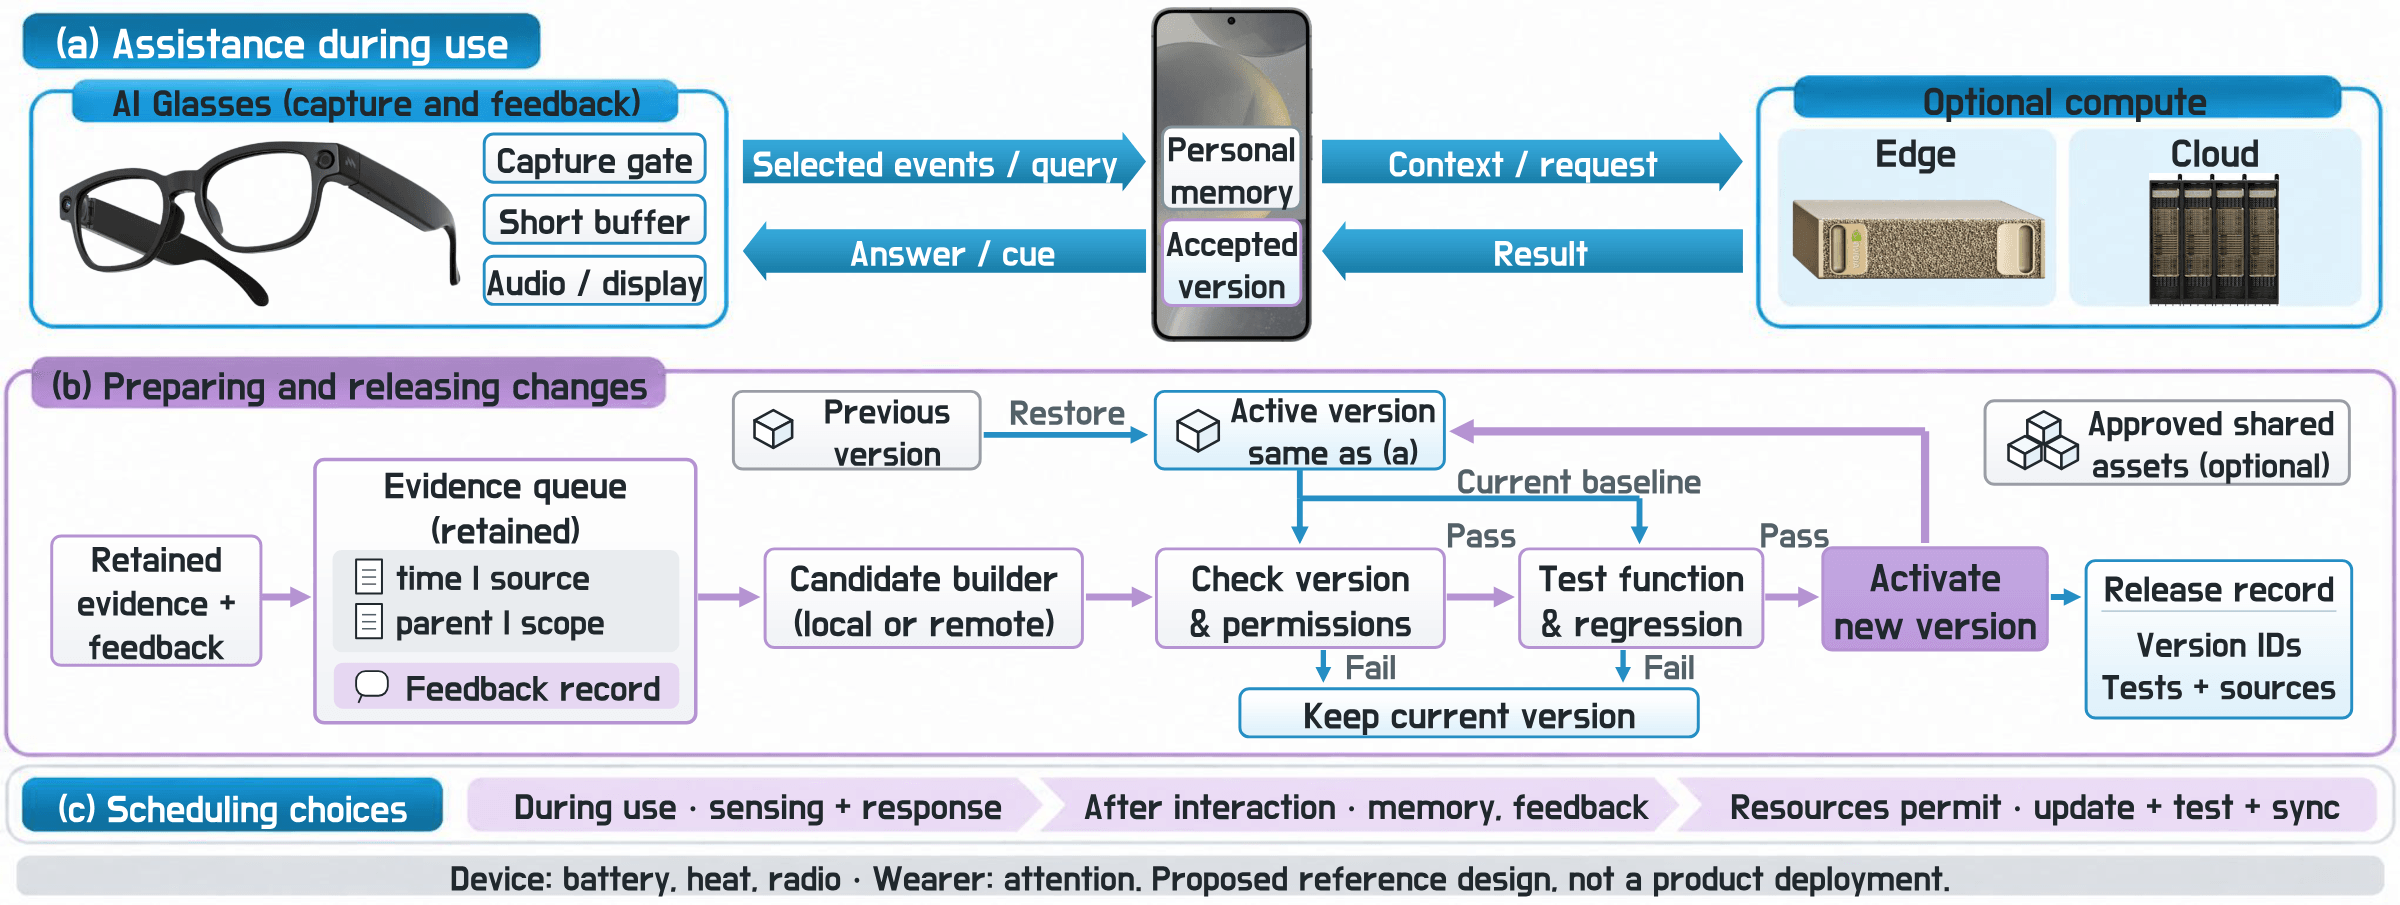 (a) Assistance during use
AI Glasses (capture and feedback)
Capture gate
Short buffer
Audio / display
Selected events / query
Answer / cue
Personal
memory
Accepted
version
Context / request
Result
Optional compute
Edge
Cloud
(b) Preparing and releasing changes
Previous
version
Restore
Active version
same as (a)
Current baseline
Approved shared
assets (optional)
Retained
evidence +
feedback
Evidence queue
(retained)
time | source
parent | scope
Feedback record
Candidate builder
(local or remote)
Check version
& permissions
Pass
Test function
& regression
Pass
Activate
new version
Release record
Version IDs
Tests + sources
Fail
Fail
Keep current version
(c) Scheduling choices
During use · sensing + response
After interaction · memory, feedback
Resources permit · update + test + sync
Device: battery, heat, radio · Wearer: attention. Proposed reference design, not a product deployment.